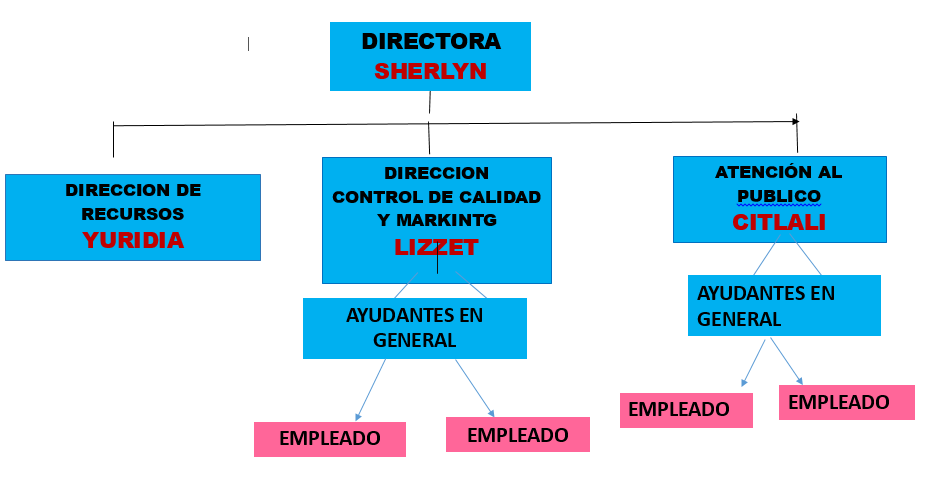 DIRECTORA
SHERLYN
DIRECCION DE
RECURSOS
YURIDIA
DIRECCION
CONTROL DE CALIDAD
Y MARKINTG
LIZZET
ATENCIÓN AL
PUBLICO
CITLALI
AYUDANTES EN
GENERAL
AYUDANTES EN
GENERAL
EMPLEADO
EMPLEADO
EMPLEADO
EMPLEADO